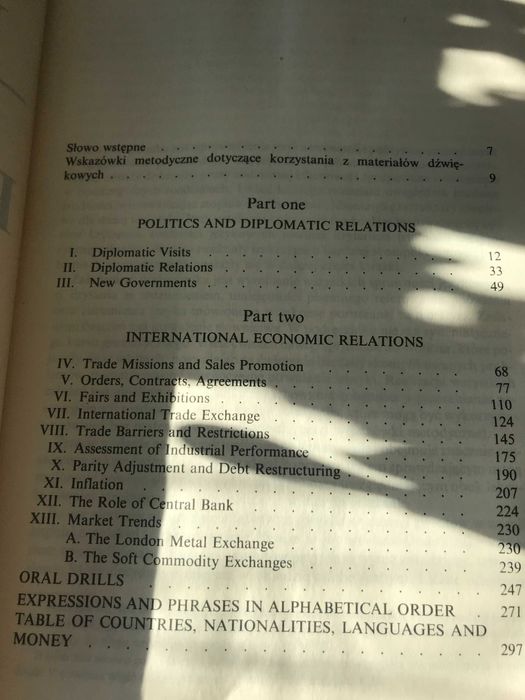 Słowo wstępne . . . . . . . . . . . . . . . . . 7
Wskazówki metodyczne dotyczące korzystania z materiałów dźwię-
kowych . . . . . . . . . . . . . . . . . . . 9
Part one
POLITICS AND DIPLOMATIC RELATIONS
I. Diplomatic Visits . . . . . . . . . . . . 12
II. Diplomatic Relations . . . . . . . . . . . 33
III. New Governments . . . . . . . . . . . . 49
Part two
INTERNATIONAL ECONOMIC RELATIONS
IV. Trade Missions and Sales Promotion . . . . . . . 68
V. Orders, Contracts, Agreements . . . . . . . . . 77
VI. Fairs and Exhibitions . . . . . . . . . . . 110
VII. International Trade Exchange . . . . . . . . . 124
VIII. Trade Barriers and Restrictions . . . . . . . . . 145
IX. Assessment of Industrial Performance . . . . . . . 175
X. Parity Adjustment and Debt Restructuring . . . . . . 190
XI. Inflation . . . . . . . . . . . . . . . 207
XII. The Role of Central Bank . . . . . . . . . . 224
XIII. Market Trends . . . . . . . . . . . . . 230
A. The London Metal Exchange . . . . . . . . . 230
B. The Soft Commodity Exchanges . . . . . . . . 239
ORAL DRILLS . . . . . . . . . . . . . . . . 247
EXPRESSIONS AND PHRASES IN ALPHABETICAL ORDER . 271
TABLE OF COUNTRIES, NATIONALITIES, LANGUAGES AND
MONEY . . . . . . . . . . . . . . . . . . 297